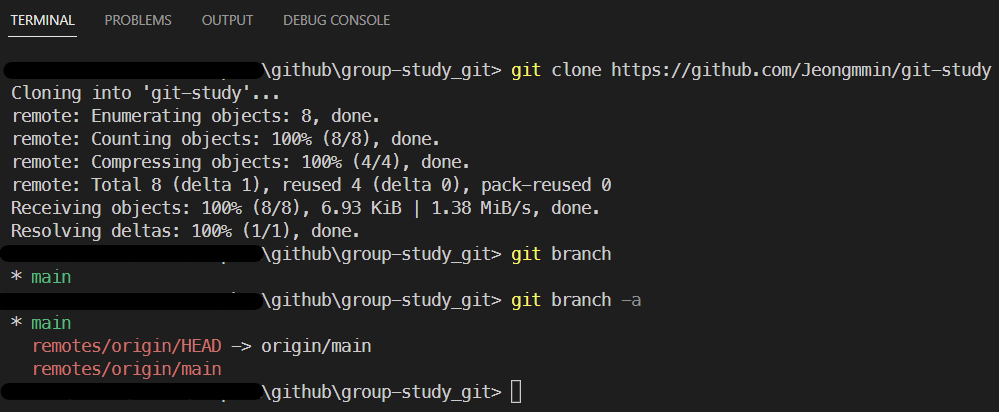 TERMINAL PROBLEMS OUTPUT DEBUG CONSOLE
\github\group-study_git> git clone https://github.com/Jeongmmin/git-study
Cloning into 'git-study'...
remote: Enumerating objects: 8, done.
remote: Counting objects: 100% (8/8), done.
remote: Compressing objects: 100% (4/4), done.
remote: Total 8 (delta 1), reused 4 (delta 0), pack-reused 0
Receiving objects: 100% (8/8), 6.93 KiB | 1.38 MiB/s, done.
Resolving deltas: 100% (1/1), done.
\github\group-study_git> git branch
* main
\github\group-study_git> git branch -a
* main
remotes/origin/HEAD -> origin/main
remotes/origin/main
\github\group-study_git>